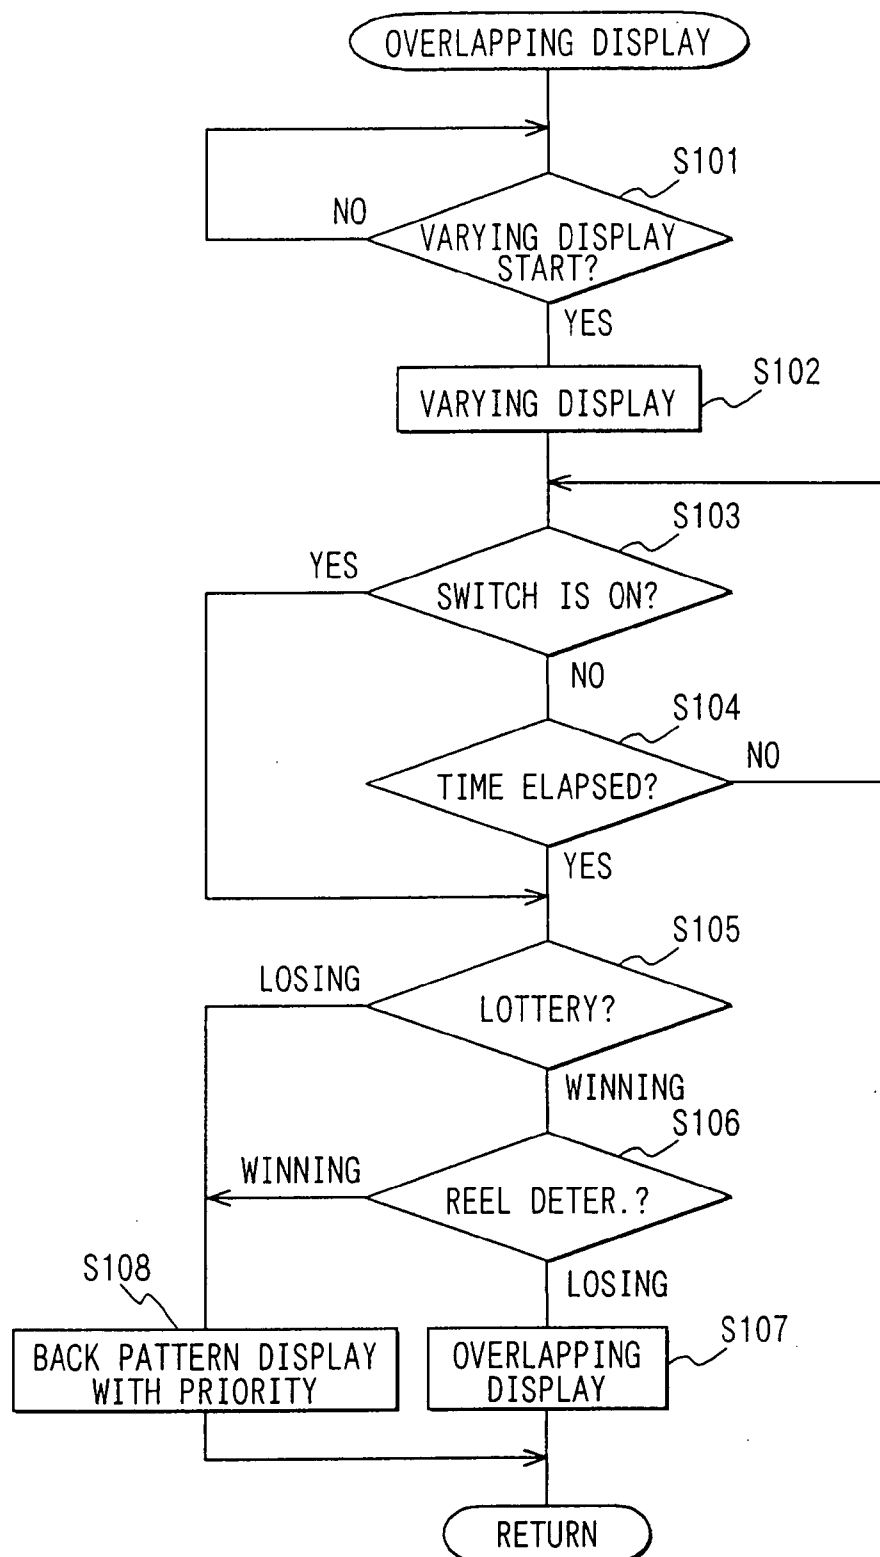 OVERLAPPING DISPLAY
S101
NO
VARYING DISPLAY
START?
YES
S102
VARYING DISPLAY
S103
YES
SWITCH IS ON?
NO
S104
NO
TIME ELAPSED?
YES
S105
LOSING
LOTTERY?
WINNING
S106
WINNING
REEL DETER.?
LOSING
S108
S107
BACK PATTERN DISPLAY
WITH PRIORITY
OVERLAPPING
DISPLAY
RETURN